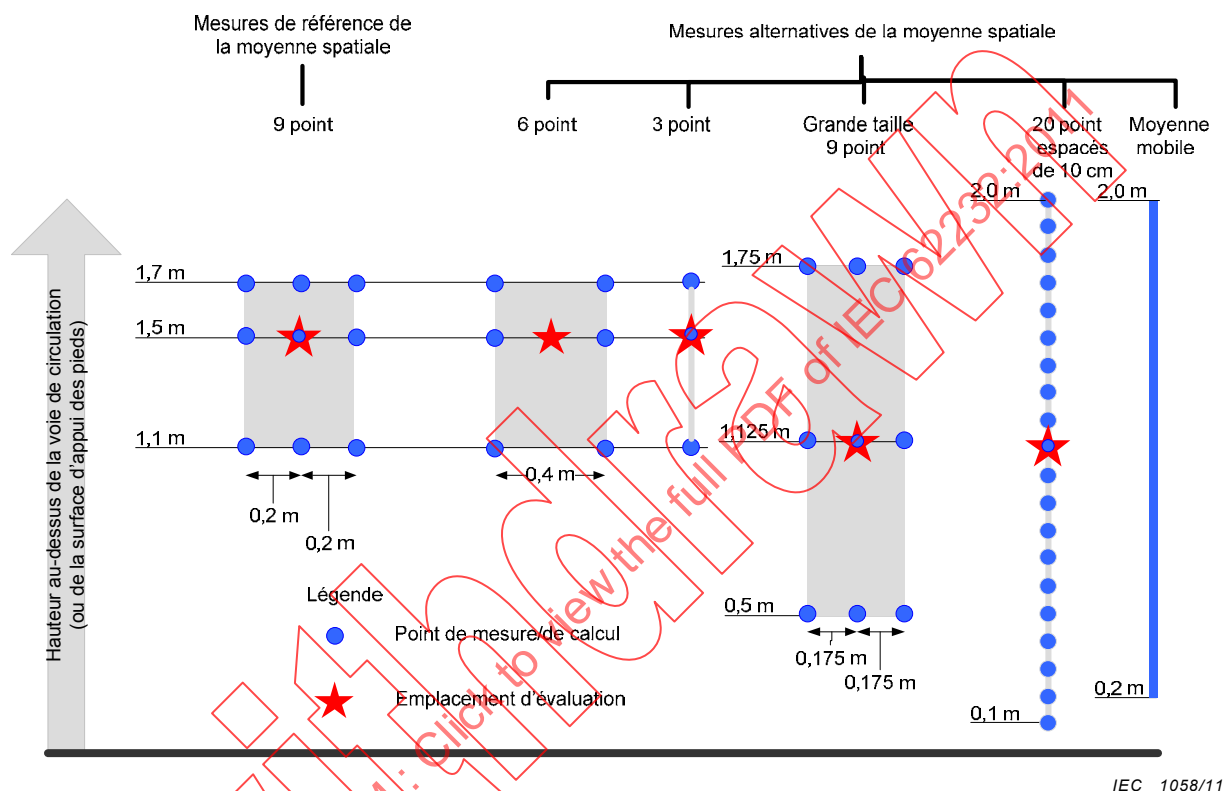 Mesures de référence de
la moyenne spatiale
Mesures alternatives de la moyenne spatiale
9 point
6 point
3 point
Grande taille
9 point
20 point
espacés
de 10 cm
Moyenne
mobile
Hauteur au-dessus de la voie de circulation
(ou de la surface d'appui des pieds)
1,7 m
1,5 m
1,1 m
0,2 m
0,2 m
0,4 m
1,75 m
1,125 m
0,5 m
0,175 m
0,175 m
2,0 m
0,1 m
2,0 m
0,2 m
Légende
Point de mesure/de calcul
Emplacement d'évaluation
: Click to view the full PDF of IEC 62232:2011
IEC 1058/11